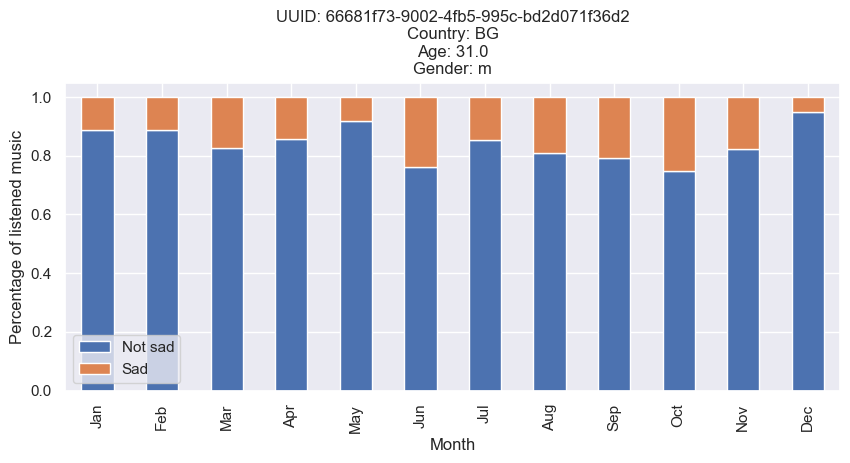 UUID: 66681f73-9002-4fb5-995c-bd2d071f36d2
Country: BG
Age: 31.0
Gender: m
Percentage of listened music
1.0
0.8
0.6
0.4
0.2
0.0
Not sad
Sad
Jan
Feb
Mar
Apr
May
Jun
Jul
Aug
Sep
Oct
Nov
Dec
Month